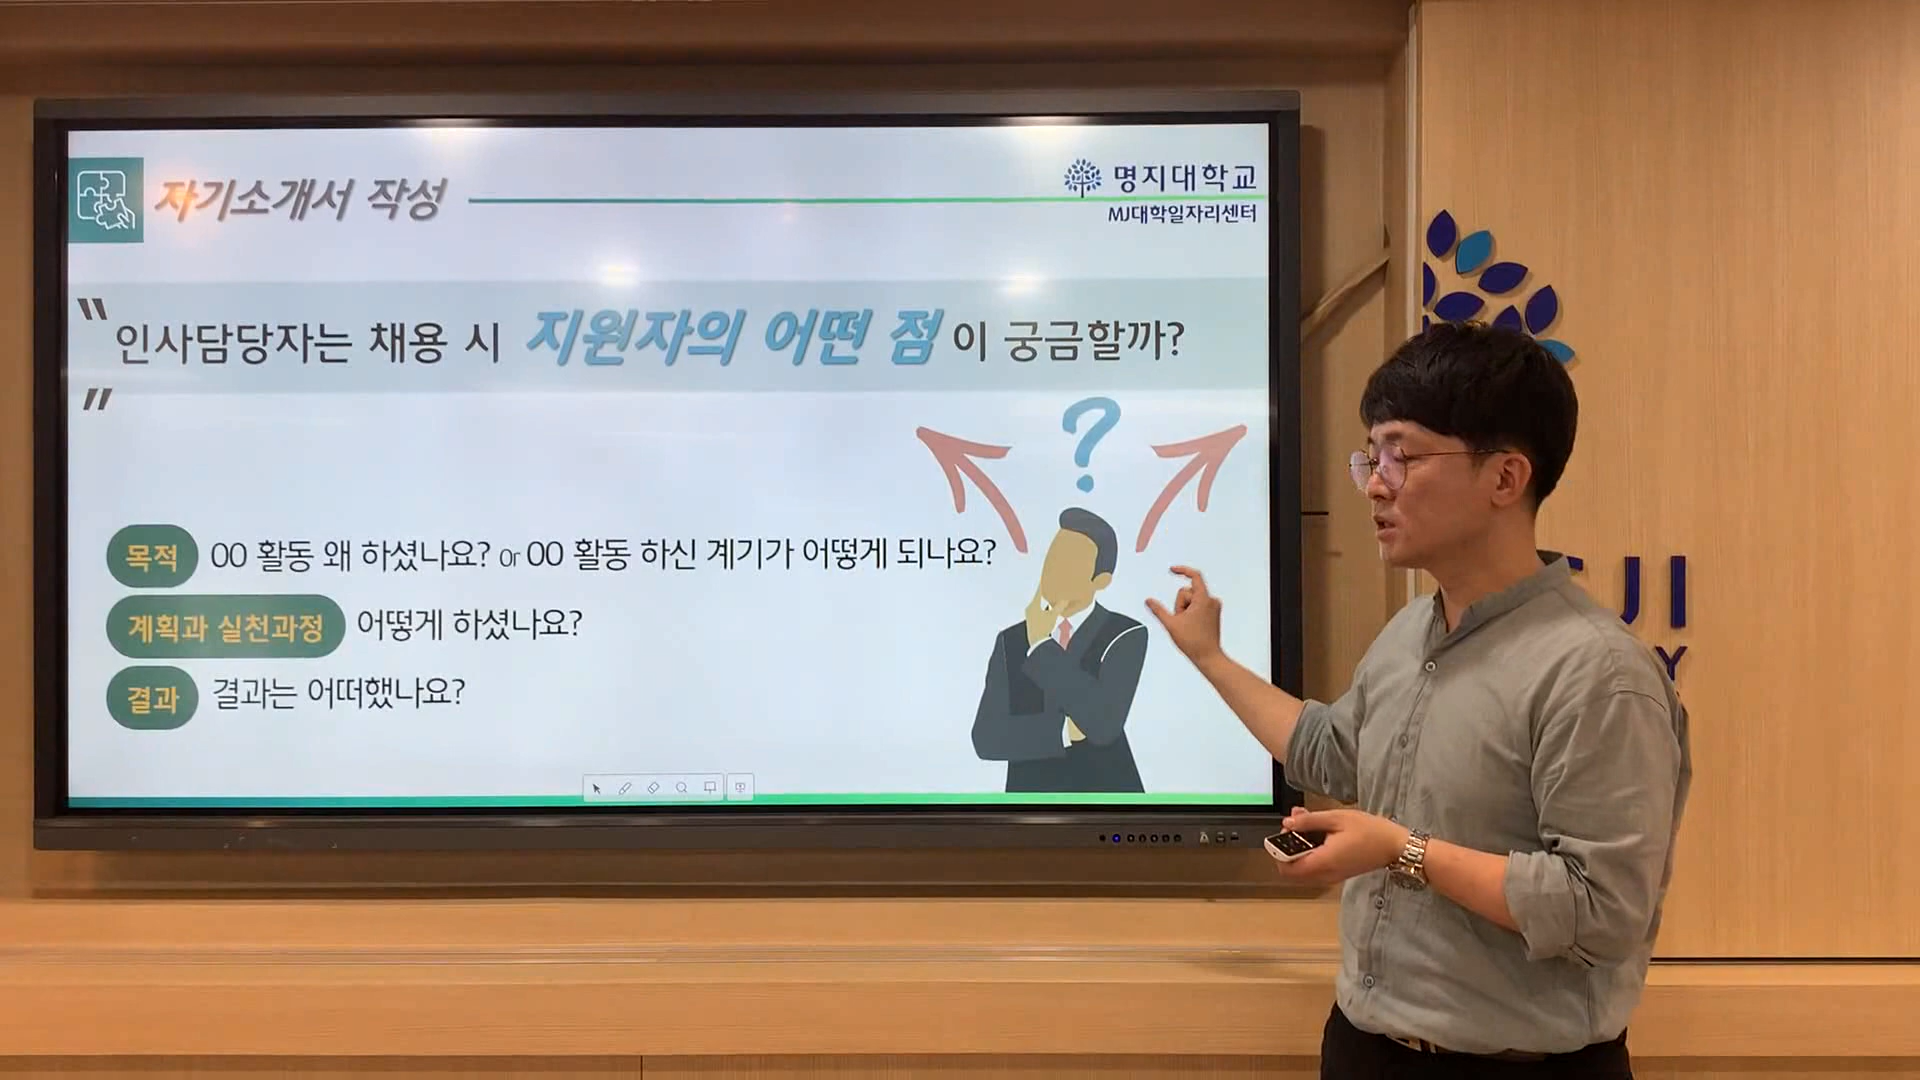 자기소개서 작성
명지대학교
MJ대학일자리센터
"인사담당자는 채용 시 지원자의 어떤 점이 궁금할까?
"
?
목적 OO 활동 왜 하셨나요? Or OO 활동 하신 계기가 어떻게 되나요?
계획과 실천과정 어떻게 하셨나요?
결과 결과는 어떠했나요?
JI
Y